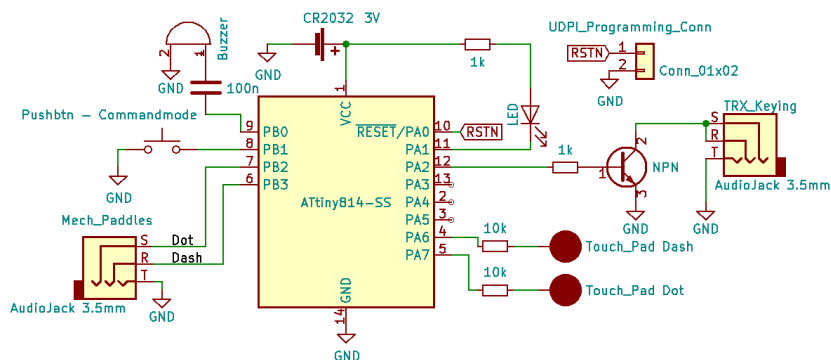 CR2032 3V
UDPI_Programming_Conn
Buzzer
2
1
GND
GND
1k
RSTN
1
2
Conn_01x02
GND
100n
LED
Pushbtn – Commandmode
TRX_Keying
1
VCC
9 PB0
RESET/PA0 10
RSTN
S
R
T
8 PB1
PA1 11
2
1k
7 PB2
PA2 12
1
NPN
6 PB3
PA3 13
3
AudioJack 3.5mm
GND
ATtiny814-SS
PA4 2
PA5 3
GND
GND
Mech_Paddles
S Dot
R Dash
T
AudioJack 3.5mm
GND
PA6 4
10k
Touch_Pad Dash
PA7 5
10k
Touch_Pad Dot
GND
14
GND